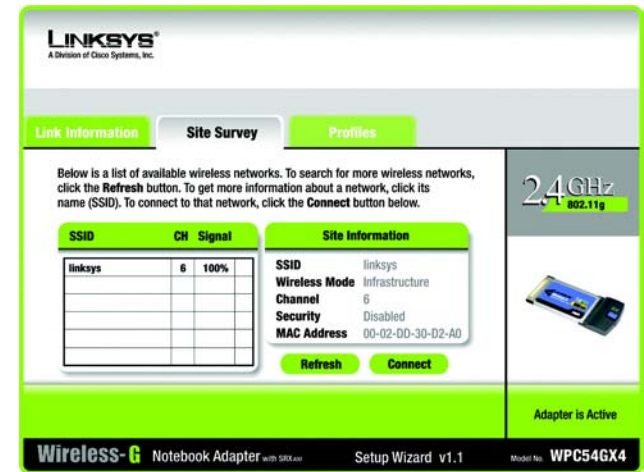 LINKSYS®
A Division of Cisco Systems, Inc.
Link Information
Site Survey
Profiles
Below is a list of available wireless networks. To search for more wireless networks,
click the Refresh button. To get more information about a network, click its
name (SSID). To connect to that network, click the Connect button below.
SSID CH Signal
linksys 6 100%
Site Information
SSID linksys
Wireless Mode Infrastructure
Channel 6
Security Disabled
MAC Address 00-02-DD-30-D2-A0
Refresh
Connect
2.4GHz
802.11g
Adapter is Active
Wireless-G Notebook Adapter with SRX400 Setup Wizard v1.1 Model No. WPC54GX4